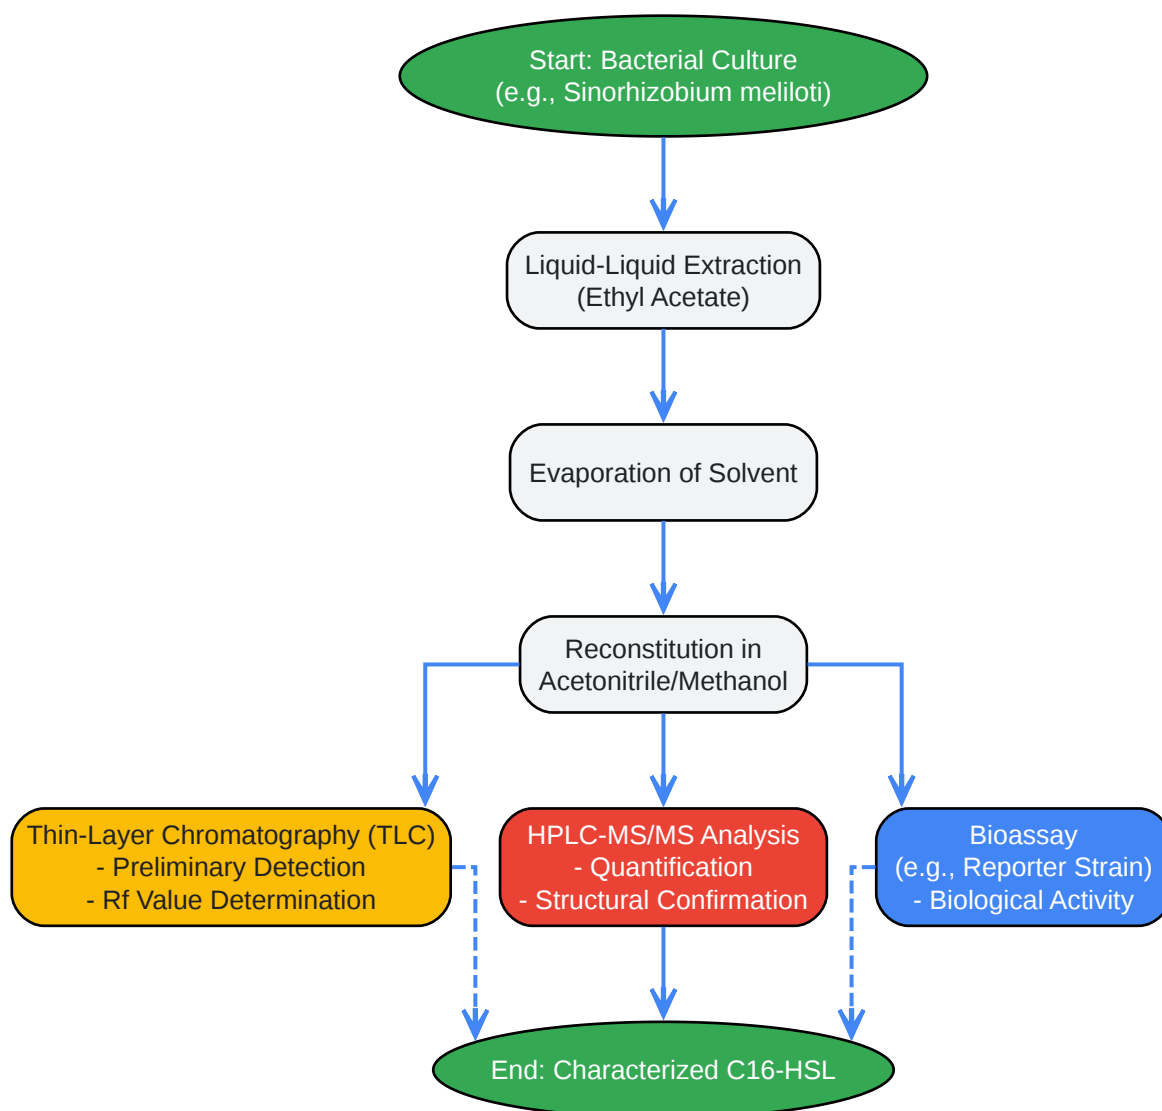 Start: Bacterial Culture
(e.g., Sinorhizobium meliloti)
Liquid-Liquid Extraction
(Ethyl Acetate)
Evaporation of Solvent
Reconstitution in
Acetonitrile/Methanol
Thin-Layer Chromatography (TLC)
- Preliminary Detection
- Rf Value Determination
HPLC-MS/MS Analysis
- Quantification
- Structural Confirmation
Bioassay
(e.g., Reporter Strain)
- Biological Activity
End: Characterized C16-HSL